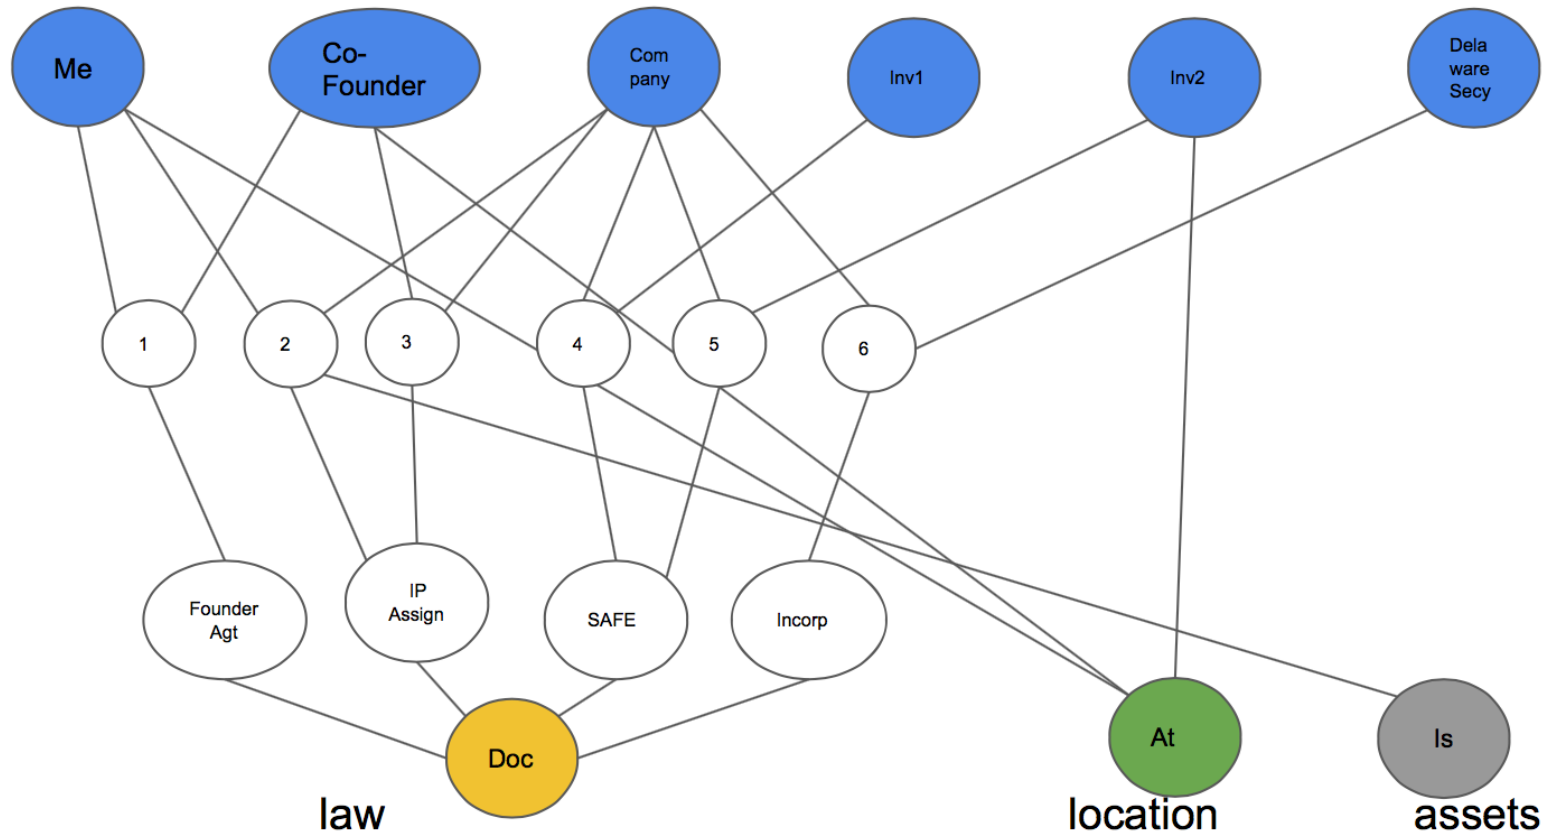 Me
Co-
Founder
Com
pany
Inv1
Inv2
Dela
ware
Secy
1
2
3
4
5
6
Founder
Agt
IP
Assign
SAFE
Incorp
Doc
At
Is
law
location
assets